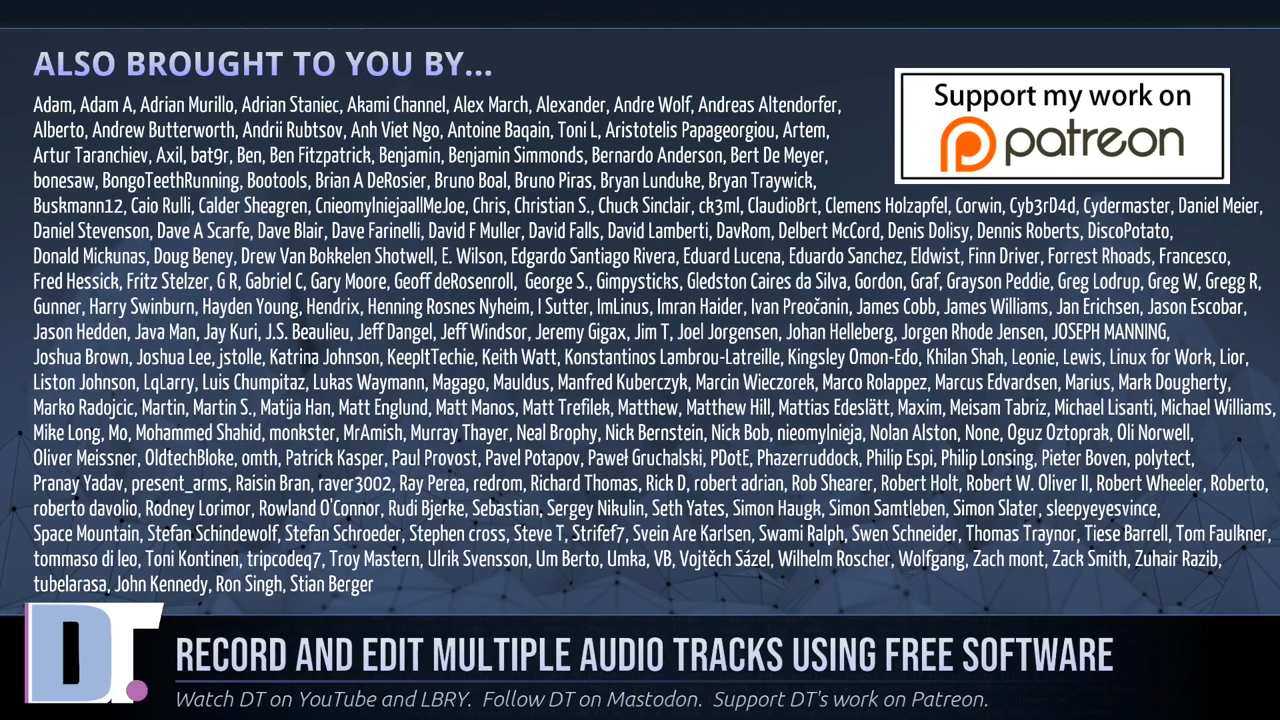 ALSO BROUGHT TO YOU BY...
Adam, Adam A, Adrian Murillo, Adrian Staniec, Akami Channel, Alex March, Alexander, Andre Wolf, Andreas Altendorfer,
Alberto, Andrew Butterworth, Andrii Rubtsov, Anh Viet Ngo, Antoine Baqain, Toni L, Aristotelis Papageorgiou, Artem,
Artur Taranchiev, Axil, bat9r, Ben, Ben Fitzpatrick, Benjamin, Benjamin Simmonds, Bernardo Anderson, Bert De Meyer,
bonesaw, BongoTeethRunning, Bootools, Brian A DeRosier, Bruno Boal, Bruno Piras, Bryan Lunduke, Bryan Traywick,
Buskmann12, Caio Rulli, Calder Sheagren, CnieomylniejaallMeJoe, Chris, Christian S., Chuck Sinclair, ck3ml, ClaudioBrt, Clemens Holzapfel, Corwin, Cyb3rD4d, Cydermaster, Daniel Meier,
Daniel Stevenson, Dave A Scarfe, Dave Blair, Dave Farinelli, David F Muller, David Falls, David Lamberti, DavRom, Delbert McCord, Denis Dolisy, Dennis Roberts, DiscoPotato,
Donald Mickunas, Doug Beney, Drew Van Bokkelen Shotwell, E. Wilson, Edgardo Santiago Rivera, Eduard Lucena, Eduardo Sanchez, Eldwist, Finn Driver, Forrest Rhoads, Francesco,
Fred Hessick, Fritz Stelzer, G R, Gabriel C, Gary Moore, Geoff deRosenroll,  George S., Gimpysticks, Gledston Caires da Silva, Gordon, Graf, Grayson Peddie, Greg Lodrup, Greg W, Gregg R,
Gunner, Harry Swinburn, Hayden Young, Hendrix, Henning Rosnes Nyheim, I Sutter, ImLinus, Imran Haider, Ivan Preočanin, James Cobb, James Williams, Jan Erichsen, Jason Escobar,
Jason Hedden, Java Man, Jay Kuri, J.S. Beaulieu, Jeff Dangel, Jeff Windsor, Jeremy Gigax, Jim T, Joel Jorgensen, Johan Helleberg, Jorgen Rhode Jensen, JOSEPH MANNING,
Joshua Brown, Joshua Lee, jstolle, Katrina Johnson, KeepItTechie, Keith Watt, Konstantinos Lambrou-Latreille, Kingsley Omon-Edo, Khilan Shah, Leonie, Lewis, Linux for Work, Lior,
Liston Johnson, LqLarry, Luis Chumpitaz, Lukas Waymann, Magago, Mauldus, Manfred Kuberczyk, Marcin Wieczorek, Marco Rolappez, Marcus Edvardsen, Marius, Mark Dougherty,
Marko Radojcic, Martin, Martin S., Matija Han, Matt Englund, Matt Manos, Matt Trefilek, Matthew, Matthew Hill, Mattias Edeslätt, Maxim, Meisam Tabriz, Michael Lisanti, Michael Williams,
Mike Long, Mo, Mohammed Shahid, monkster, MrAmish, Murray Thayer, Neal Brophy, Nick Bernstein, Nick Bob, nieomylnieja, Nolan Alston, None, Oguz Oztoprak, Oli Norwell,
Oliver Meissner, OldtechBloke, omth, Patrick Kasper, Paul Provost, Pavel Potapov, Paweł Gruchalski, PDotE, Phazerruddock, Philip Espi, Philip Lonsing, Pieter Boven, polytect,
Pranay Yadav, present_arms, Raisin Bran, raver3002, Ray Perea, redrom, Richard Thomas, Rick D, robert adrian, Rob Shearer, Robert Holt, Robert W. Oliver II, Robert Wheeler, Roberto,
roberto davolio, Rodney Lorimor, Rowland O'Connor, Rudi Bjerke, Sebastian, Sergey Nikulin, Seth Yates, Simon Haugk, Simon Samtleben, Simon Slater, sleepyeyesvince,
Space Mountain, Stefan Schindewolf, Stefan Schroeder, Stephen cross, Steve T, Strife7, Svein Are Karlsen, Swami Ralph, Swen Schneider, Thomas Traynor, Tiese Barrell, Tom Faulkner,
tommaso di leo, Toni Kontinen, tripcodeq7, Troy Mastern, Ulrik Svensson, Um Berto, Umka, VB, Vojtěch Sázel, Wilhelm Roscher, Wolfgang, Zach mont, Zack Smith, Zuhair Razib,
tubelarasa, John Kennedy, Ron Singh, Stian Berger
Support my work on
patreon
DT.
RECORD AND EDIT MULTIPLE AUDIO TRACKS USING FREE SOFTWARE
Watch DT on YouTube and LBRY.  Follow DT on Mastodon.  Support DT's work on Patreon.